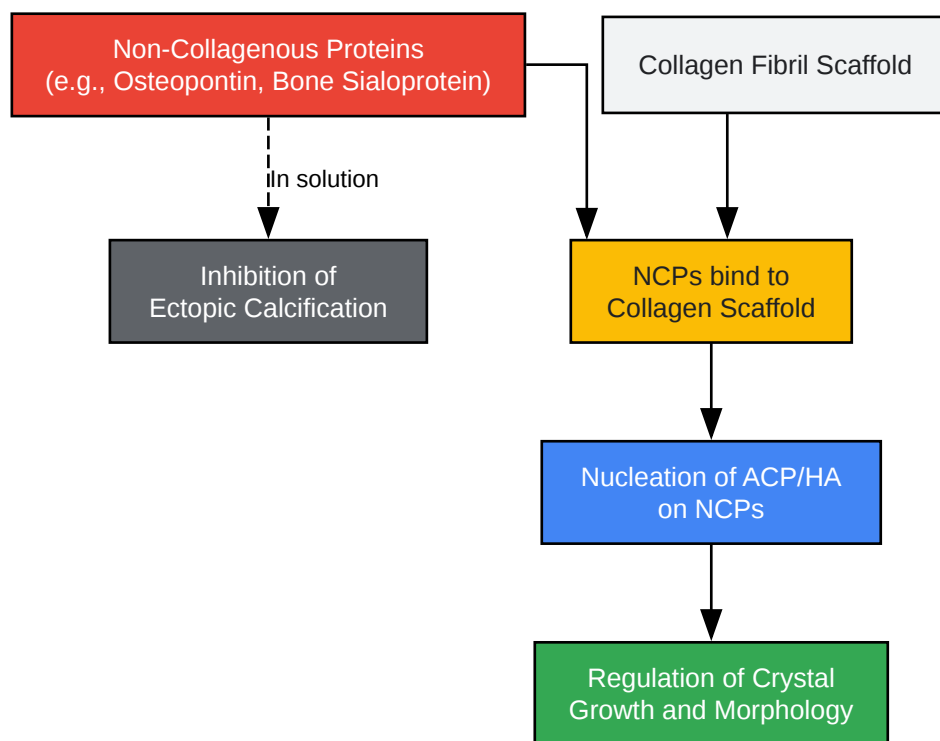 Non-Collagenous Proteins
(e.g., Osteopontin, Bone Sialoprotein)
Collagen Fibril Scaffold
In solution
Inhibition of
Ectopic Calcification
NCPs bind to
Collagen Scaffold
Nucleation of ACP/HA
on NCPs
Regulation of Crystal
Growth and Morphology